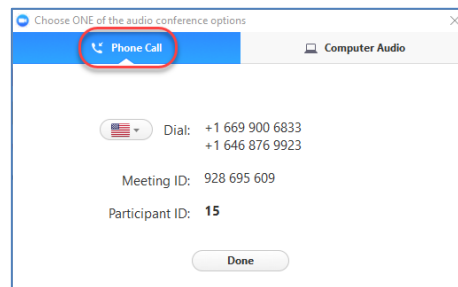 Choose ONE of the audio conference options
Phone Call
Computer Audio
Dial: +1 669 900 6833
+1 646 876 9923
Meeting ID: 928 695 609
Participant ID: 15
Done